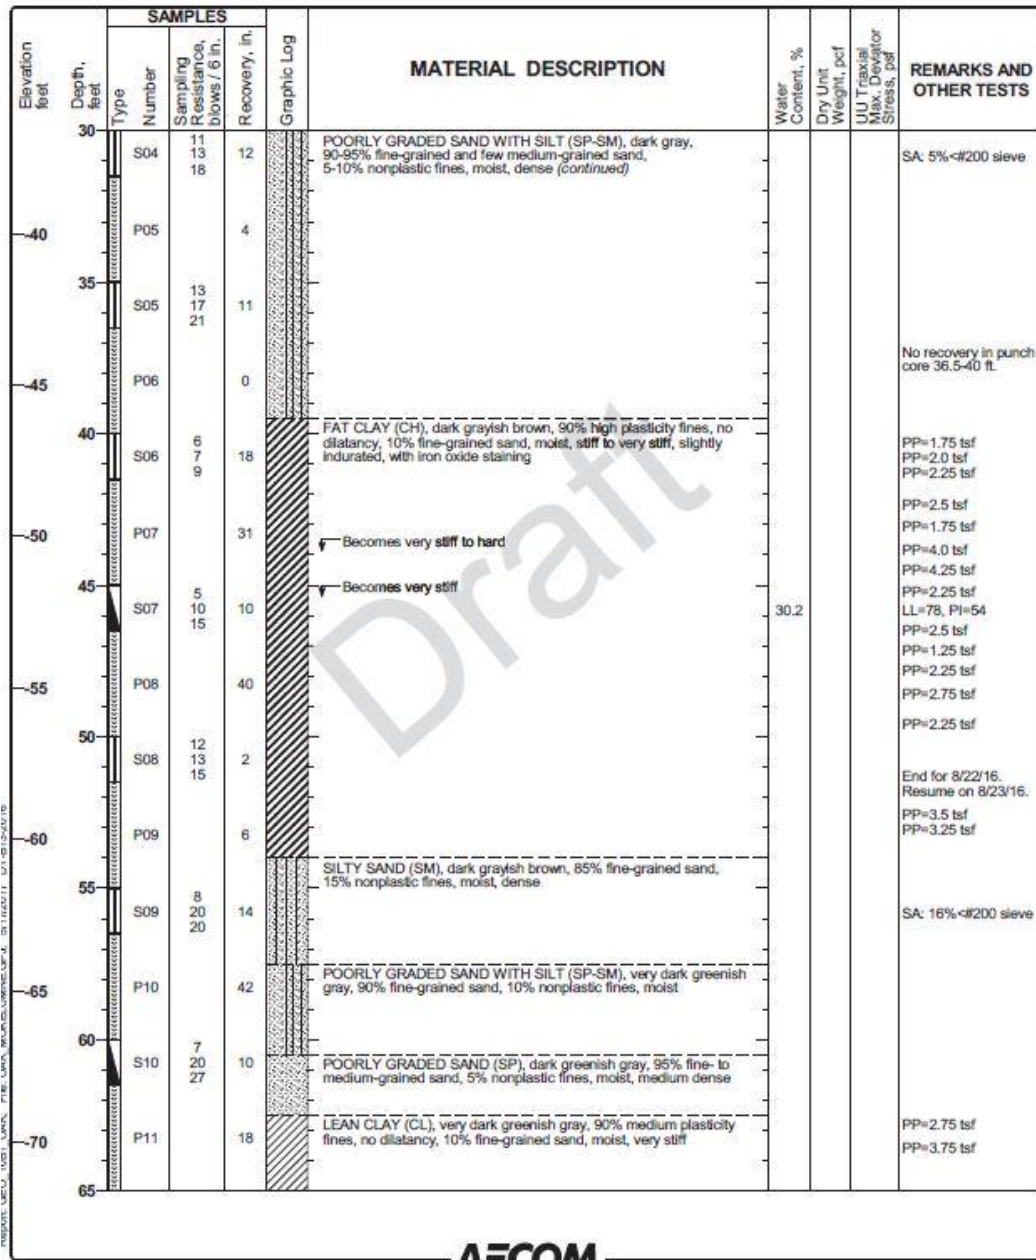 SAMPLES
Elevation feet
Depth, feet
Type
Number
Sampling Resistance, blows / 6 in.
Recovery, in.
Graphic Log
MATERIAL DESCRIPTION
Water Content, %
Dry Unit Weight, pcf
UU Triaxial Max. Deviator Stress, psf
REMARKS AND OTHER TESTS
30
S04
11
13
18
12
POORLY GRADED SAND WITH SILT (SP-SM), dark gray,
90-95% fine-grained and few medium-grained sand,
5-10% nonplastic fines, moist, dense (continued)
SA: 5%<#200 sieve
-40
P05
4
35
S05
13
17
21
11
-45
P06
0
No recovery in punch
core 36.5-40 ft.
40
S06
6
7
9
18
FAT CLAY (CH), dark grayish brown, 90% high plasticity fines, no
dilatancy, 10% fine-grained sand, moist, stiff to very stiff, slightly
indurated, with iron oxide staining
PP=1.75 tsf
PP=2.0 tsf
PP=2.25 tsf
PP=2.5 tsf
-50
P07
31
Becomes very stiff to hard
PP=1.75 tsf
PP=4.0 tsf
PP=4.25 tsf
45
S07
5
10
15
10
Becomes very stiff
30.2
PP=2.25 tsf
LL=78, PI=54
PP=2.5 tsf
PP=1.25 tsf
PP=2.25 tsf
-55
P08
40
PP=2.75 tsf
PP=2.25 tsf
50
S08
12
13
15
2
End for 8/22/16.
Resume on 8/23/16.
-60
P09
6
PP=3.5 tsf
PP=3.25 tsf
SILTY SAND (SM), dark grayish brown, 85% fine-grained sand,
15% nonplastic fines, moist, dense
55
S09
8
20
20
14
SA: 16%<#200 sieve
-65
P10
42
POORLY GRADED SAND WITH SILT (SP-SM), very dark greenish
gray, 90% fine-grained sand, 10% nonplastic fines, moist
60
S10
7
20
27
10
POORLY GRADED SAND (SP), dark greenish gray, 95% fine- to
medium-grained sand, 5% nonplastic fines, moist, medium dense
-70
P11
18
LEAN CLAY (CL), very dark greenish gray, 90% medium plasticity
fines, no dilatancy, 10% fine-grained sand, moist, very stiff
PP=2.75 tsf
PP=3.75 tsf
65
Draft
AECOM